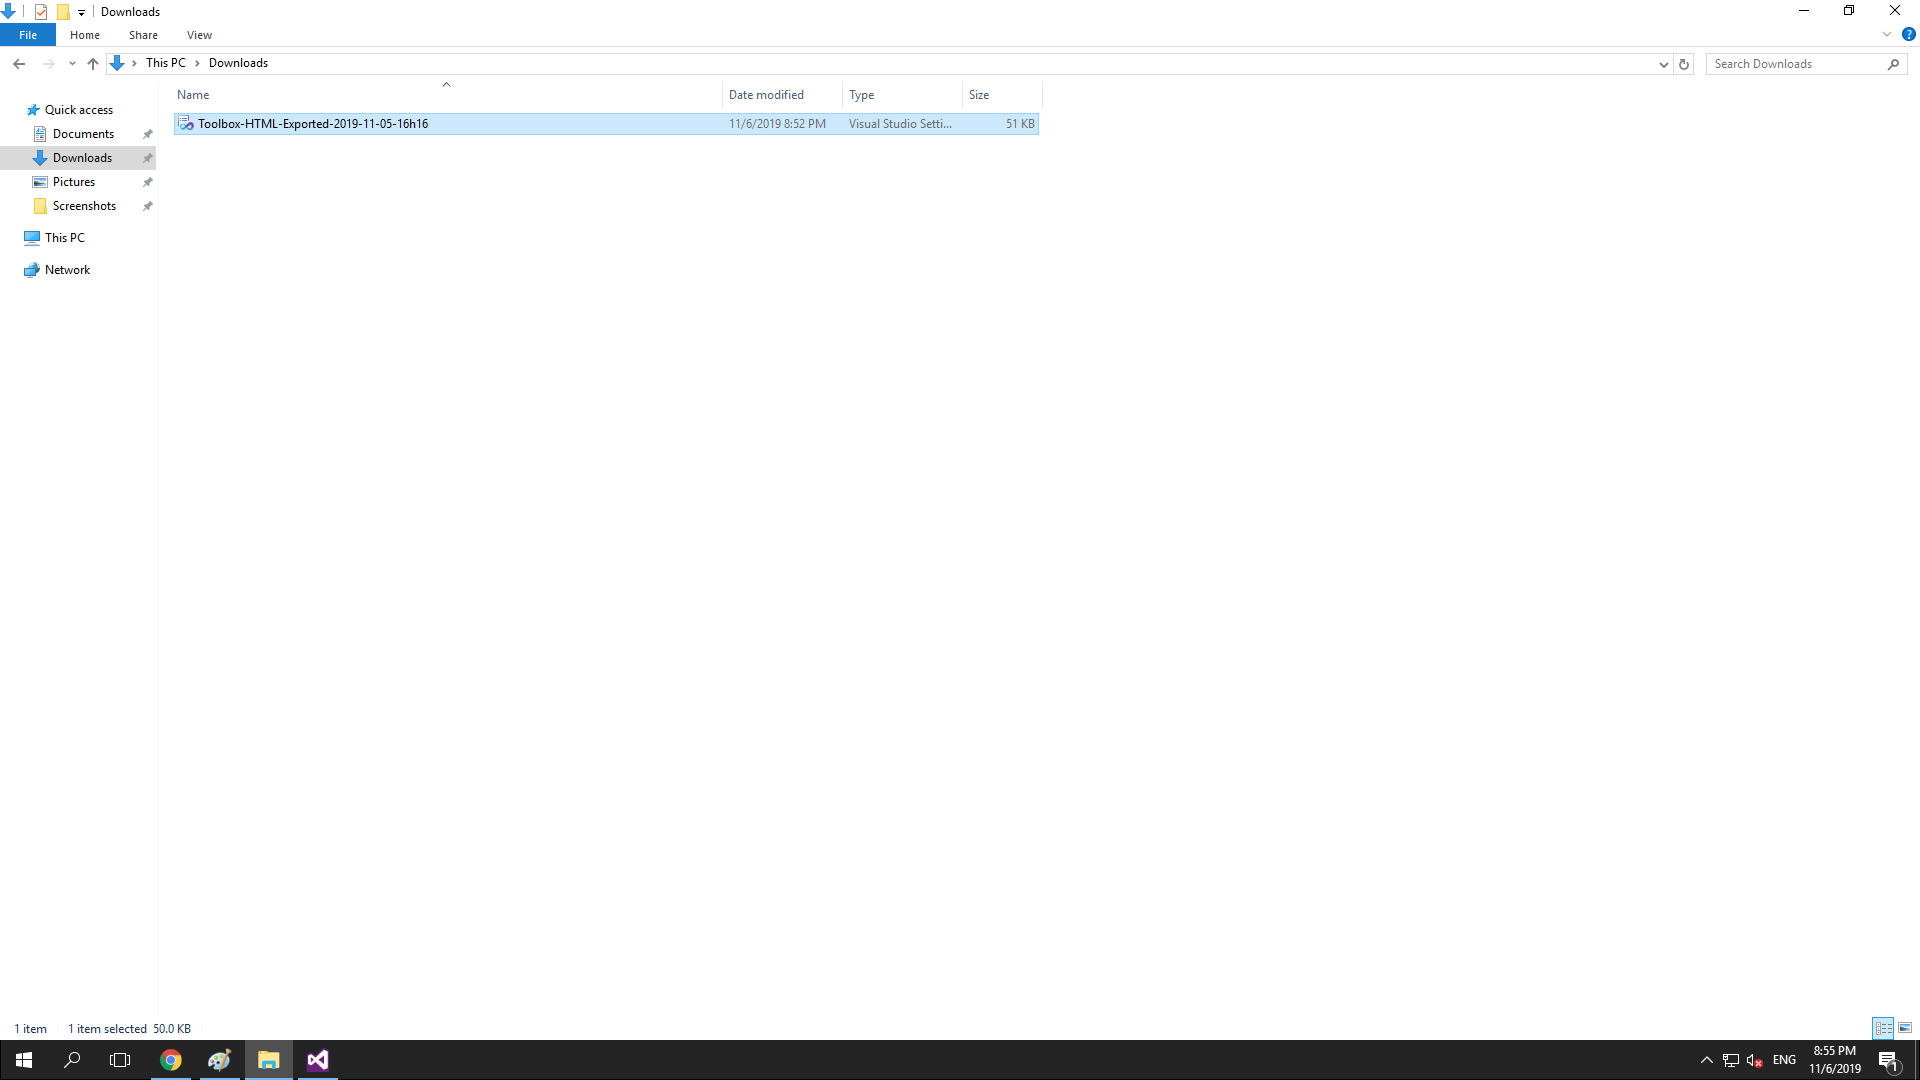 Downloads
File Home Share View
This PC Downloads Search Downloads
Name Date modified Type Size
Toolbox-HTML-Exported-2019-11-05-16h16 11/6/2019 8:52 PM Visual Studio Setti... 51 KB
Quick access
Documents
Downloads
Pictures
Screenshots
This PC
Network
1 item 1 item selected 50.0 KB
ENG 8:55 PM
11/6/2019 1